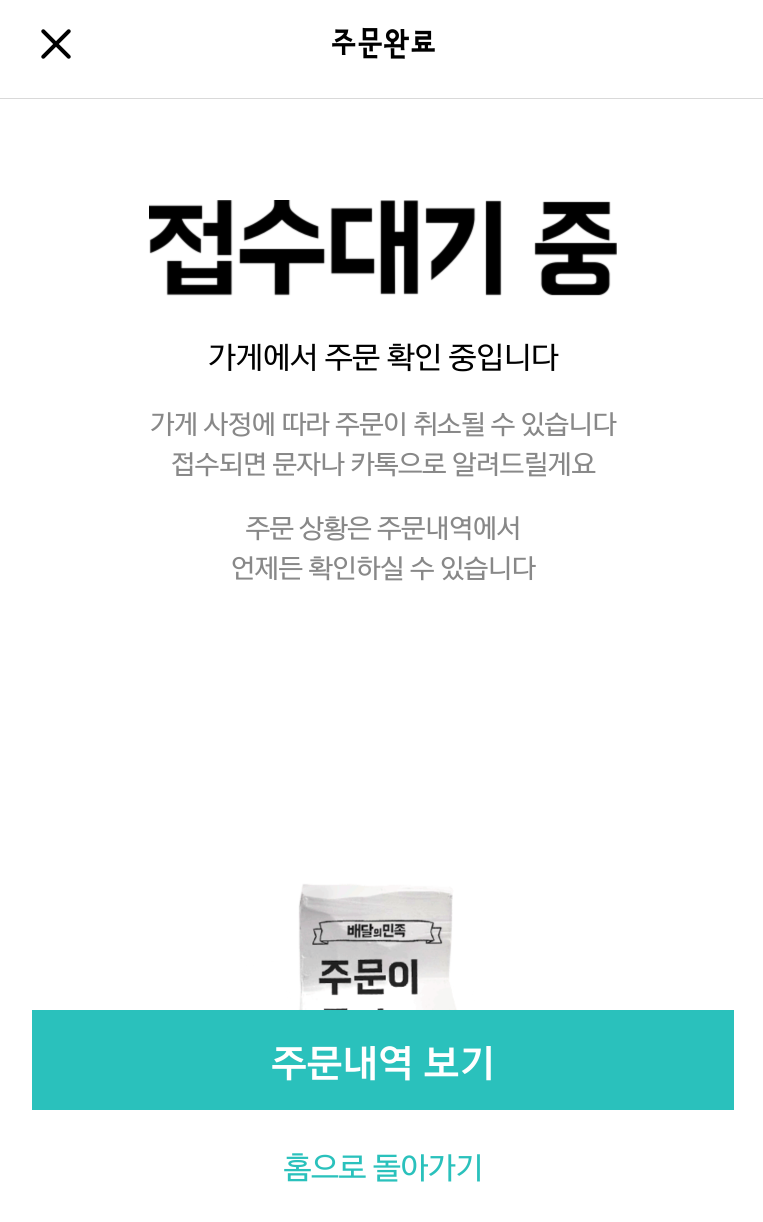 주문완료
접수대기 중
가게에서 주문 확인 중입니다
가게 사정에 따라 주문이 취소될 수 있습니다
접수되면 문자나 카톡으로 알려드릴게요
주문 상황은 주문내역에서
언제든 확인하실 수 있습니다
배달의민족
주문이
주문내역 보기
홈으로 돌아가기